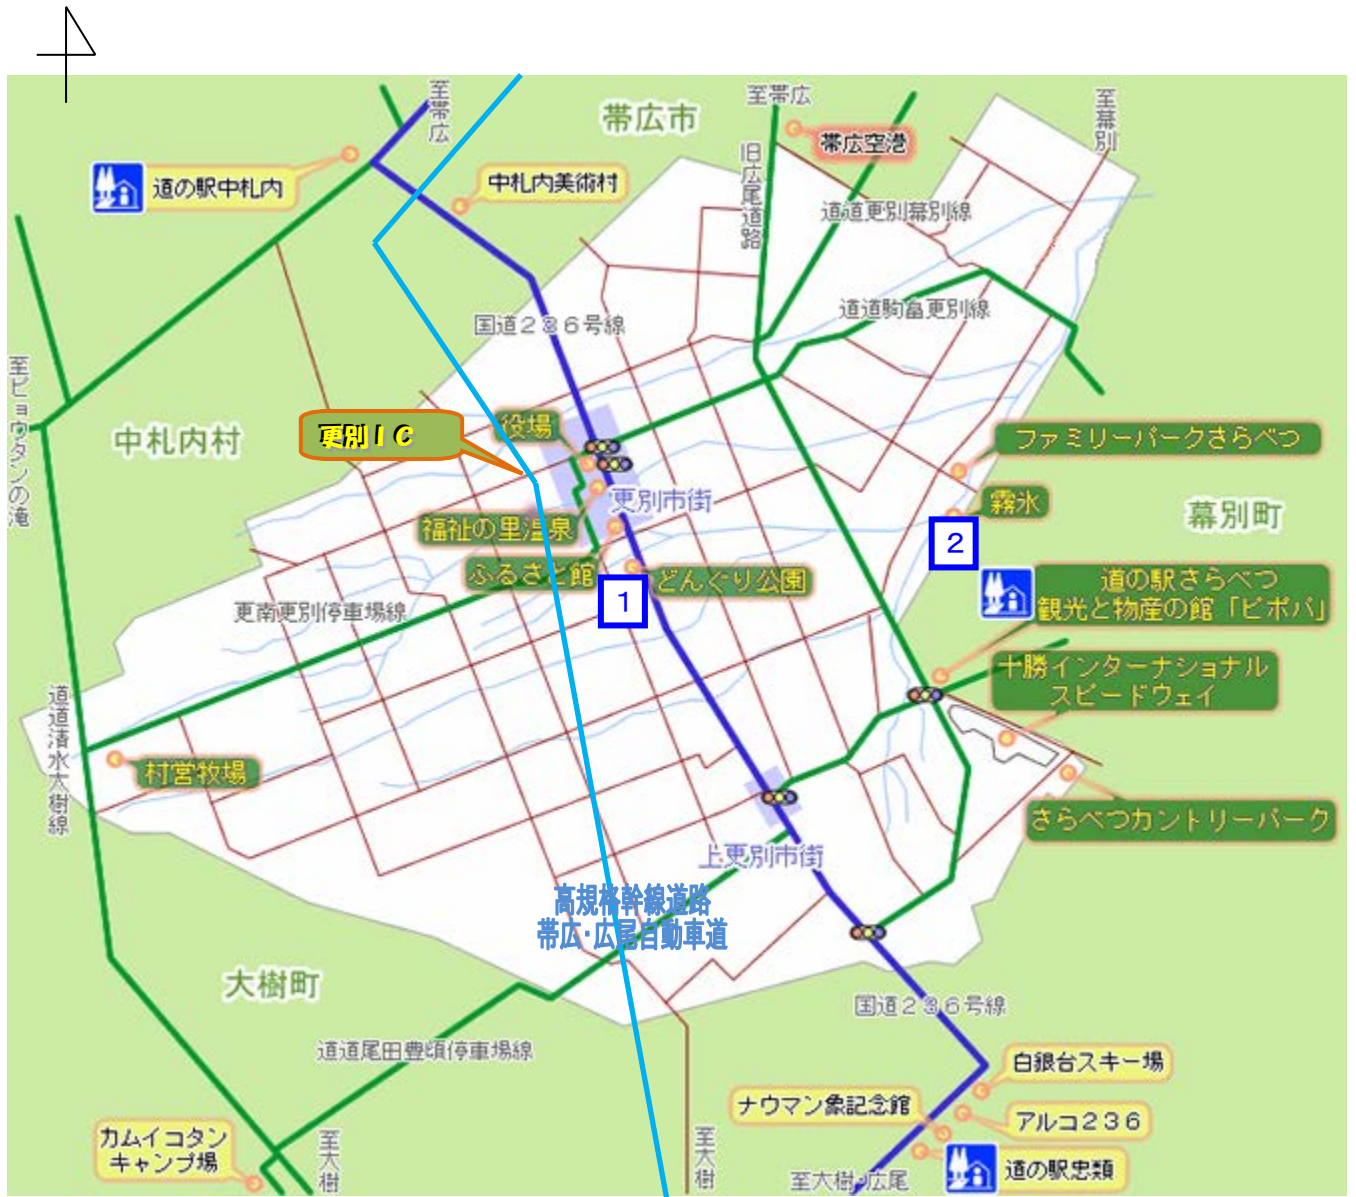 至帯広
帯広市
至帯広
至幕別
帯広空港
道の駅中札内
中札内美術村
旧広尾道路
道道更別幕別線
国道236号線
道道駒畠更別線
至ピョウタンの滝
中札内村
更別IC
役場
ファミリーパークさらべつ
更別市街
霧氷
幕別町
福祉の里温泉
2
ふるさと館
どんぐり公園
道の駅さらべつ
観光と物産の館「ピポパ」
1
更南更別停車場線
十勝インターナショナル
スピードウェイ
道道清水大樹線
村営牧場
さらべつカントリーパーク
上更別市街
高規格幹線道路
帯広・広尾自動車道
大樹町
国道236号線
道道尾田豊頃停車場線
白銀台スキー場
ナウマン象記念館
アルコ236
カムイコタン
キャンプ場
至大樹
至大樹
至大樹・広尾
道の駅忠類